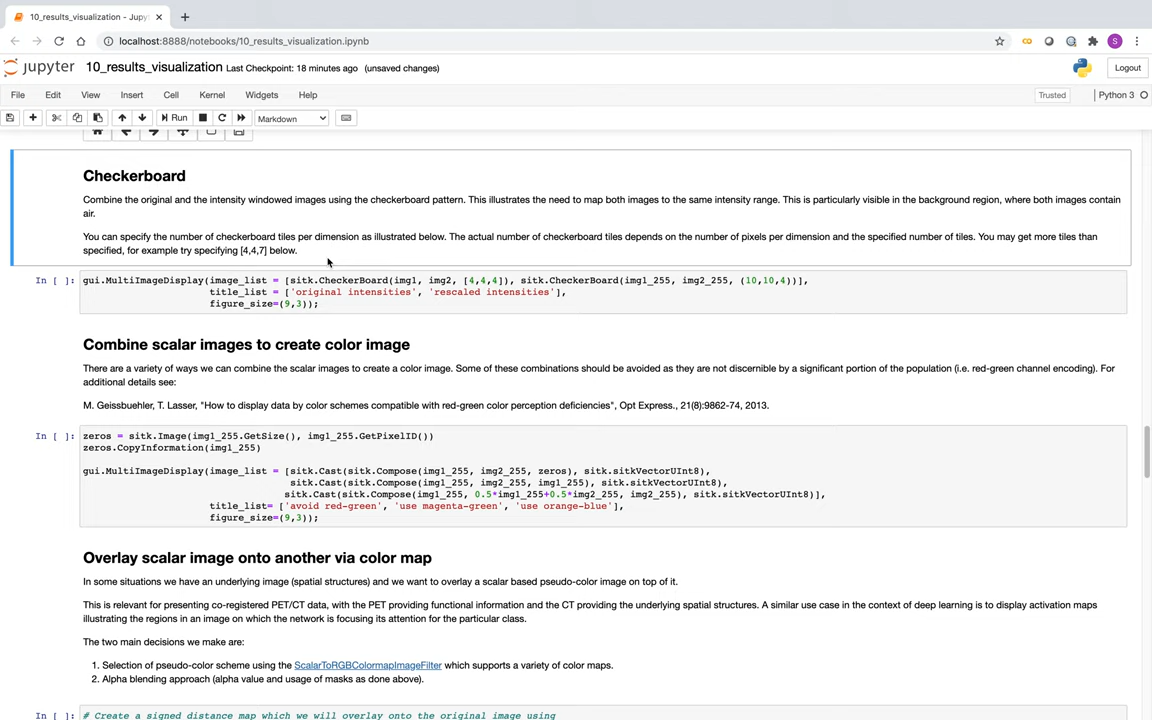 10_results_visualization - Jupy
localhost:8888/notebooks/10_results_visualization.ipynb
S
jupyter 10_results_visualization Last Checkpoint: 18 minutes ago (unsaved changes)
Logout
File Edit View Insert Cell Kernel Widgets Help
Trusted Python 3
Run Markdown
Checkerboard
Combine the original and the intensity windowed images using the checkerboard pattern. This illustrates the need to map both images to the same intensity range. This is particularly visible in the background region, where both images contain
air.
You can specify the number of checkerboard tiles per dimension as illustrated below. The actual number of checkerboard tiles depends on the number of pixels per dimension and the specified number of tiles. You may get more tiles than
specified, for example try specifying [4,4,7] below.
In [ ]: gui.MultiImageDisplay(image_list = [sitk.CheckerBoard(img1, img2, [4,4,4]), sitk.CheckerBoard(img1_255, img2_255, (10,10,4))],
title_list = ['original intensities', 'rescaled intensities'],
figure_size=(9,3));
Combine scalar images to create color image
There are a variety of ways we can combine the scalar images to create a color image. Some of these combinations should be avoided as they are not discernible by a significant portion of the population (i.e. red-green channel encoding). For
additional details see:
M. Geissbuehler, T. Lasser, "How to display data by color schemes compatible with red-green color perception deficiencies", Opt Express., 21(8):9862-74, 2013.
In [ ]: zeros = sitk.Image(img1_255.GetSize(), img1_255.GetPixelID())
zeros.CopyInformation(img1_255)
gui.MultiImageDisplay(image_list = [sitk.Cast(sitk.Compose(img1_255, img2_255, zeros), sitk.sitkVectorUInt8),
sitk.Cast(sitk.Compose(img1_255, img2_255, img1_255), sitk.sitkVectorUInt8),
sitk.Cast(sitk.Compose(img1_255, 0.5*img1_255+0.5*img2_255, img2_255), sitk.sitkVectorUInt8)],
title_list= ['avoid red-green', 'use magenta-green', 'use orange-blue'],
figure_size=(9,3));
Overlay scalar image onto another via color map
In some situations we have an underlying image (spatial structures) and we want to overlay a scalar based pseudo-color image on top of it.
This is relevant for presenting co-registered PET/CT data, with the PET providing functional information and the CT providing the underlying spatial structures. A similar use case in the context of deep learning is to display activation maps
illustrating the regions in an image on which the network is focusing its attention for the particular class.
The two main decisions we make are:
1. Selection of pseudo-color scheme using the ScalarToRGBColormapImageFilter which supports a variety of color maps.
2. Alpha blending approach (alpha value and usage of masks as done above).
In [ ]: # Create a signed distance map which we will overlay onto the original image using